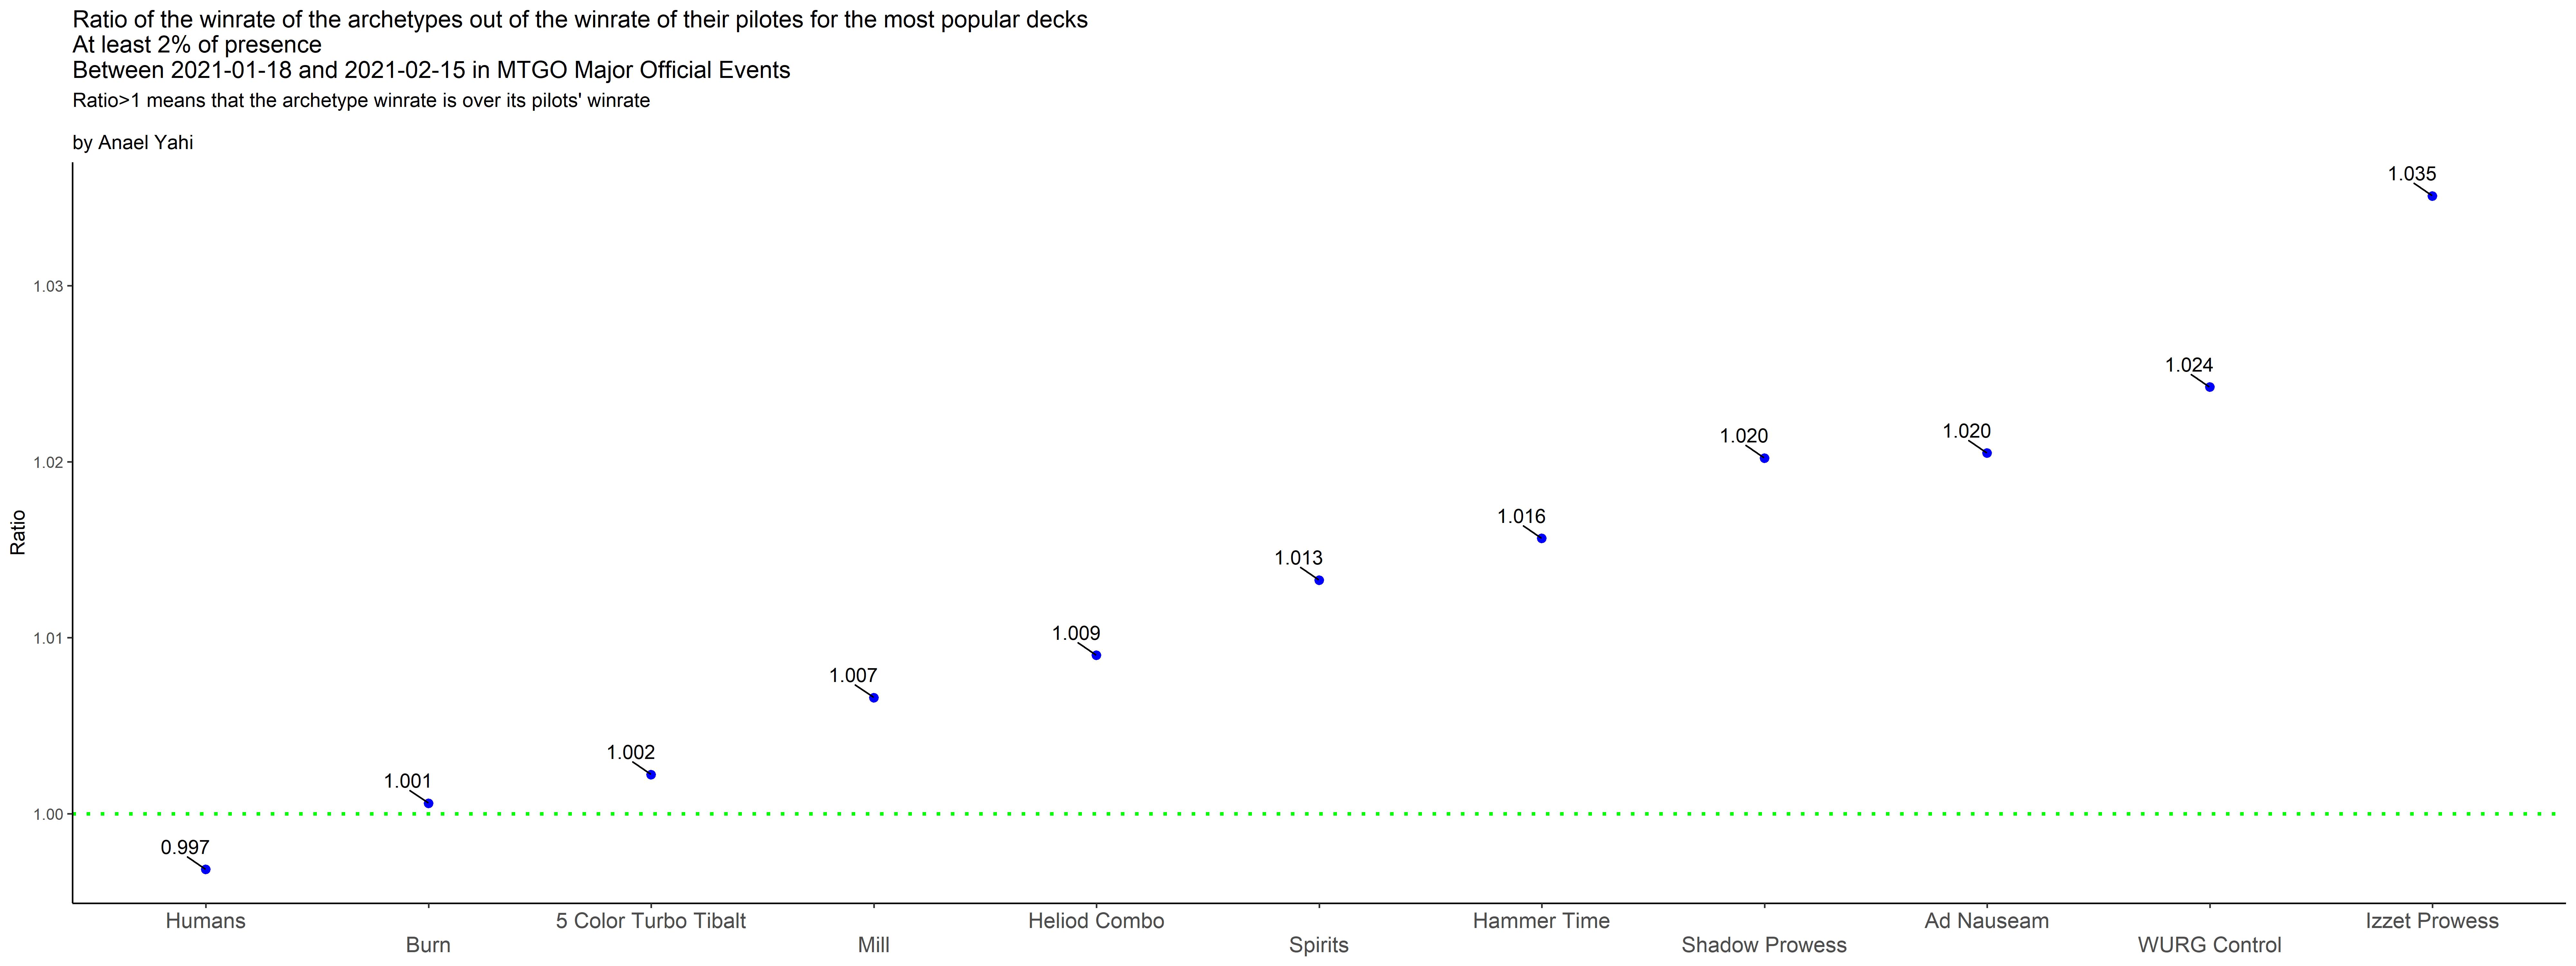 Ratio of the winrate of the archetypes out of the winrate of their pilotes for the most popular decks
At least 2% of presence
Between 2021-01-18 and 2021-02-15 in MTGO Major Official Events
Ratio>1 means that the archetype winrate is over its pilots' winrate
by Anael Yahi
1.035
1.03
1.024
1.020
1.020
1.02
1.016
Ratio
1.013
1.009
1.01
1.007
1.002
1.001
1.00
0.997
Humans
5 Color Turbo Tibalt
Heliod Combo
Hammer Time
Ad Nauseam
Izzet Prowess
Burn
Mill
Spirits
Shadow Prowess
WURG Control